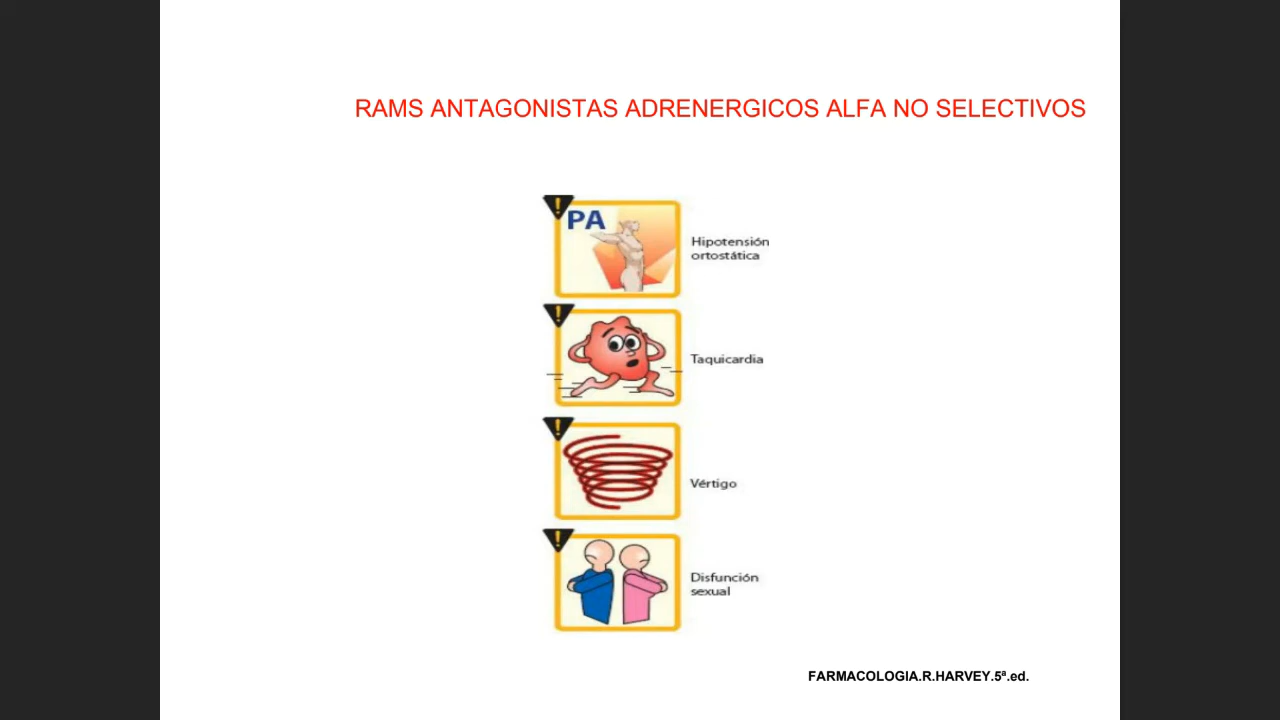 RAMS ANTAGONISTAS ADRENERGICOS ALFA NO SELECTIVOS
PA
Hipotensión
ortostática
Taquicardia
Vértigo
Disfunción
sexual
FARMACOLOGIA.R.HARVEY.5ª.ed.